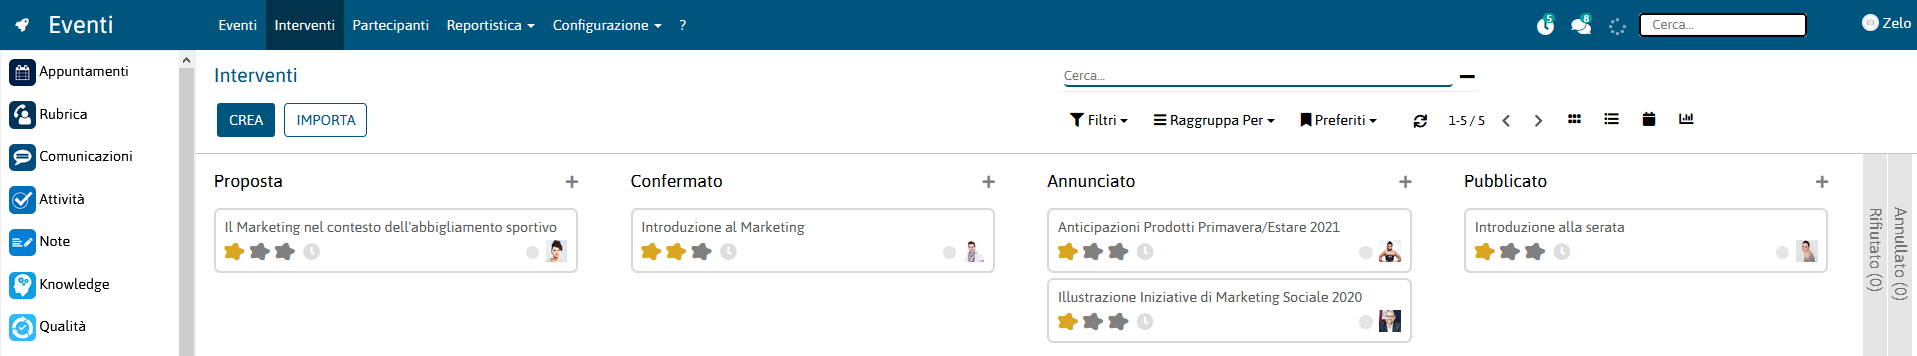 Eventi
Eventi Interventi Partecipanti Reportistica Configurazione ?
5 8 Cerca... Zelo
Appuntamenti
Rubrica
Comunicazioni
Attività
Note
Knowledge
Qualità
Interventi
Cerca...
CREA IMPORTA
Filtri Raggruppa Per Preferiti 1-5 / 5
Proposta
Il Marketing nel contesto dell'abbigliamento sportivo
Confermato
Introduzione al Marketing
Annunciato
Anticipazioni Prodotti Primavera/Estare 2021
Illustrazione Iniziative di Marketing Sociale 2020
Pubblicato
Introduzione alla serata
Rifiutato (0)
Annullato (0)